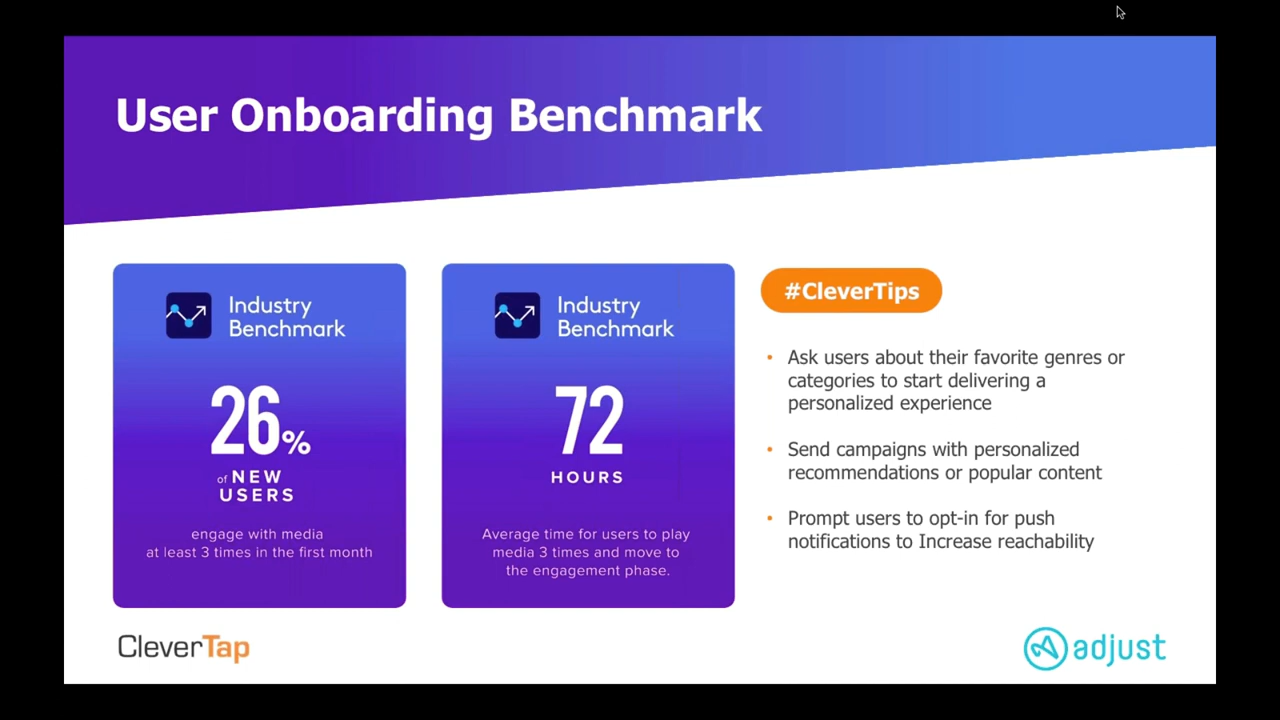 User Onboarding Benchmark
Industry
Benchmark
26%
of NEW
USERS
engage with media
at least 3 times in the first month
Industry
Benchmark
72
HOURS
Average time for users to play
media 3 times and move to
the engagement phase.
#CleverTips
• Ask users about their favorite genres or
categories to start delivering a
personalized experience
• Send campaigns with personalized
recommendations or popular content
• Prompt users to opt-in for push
notifications to Increase reachability
CleverTap
adjust